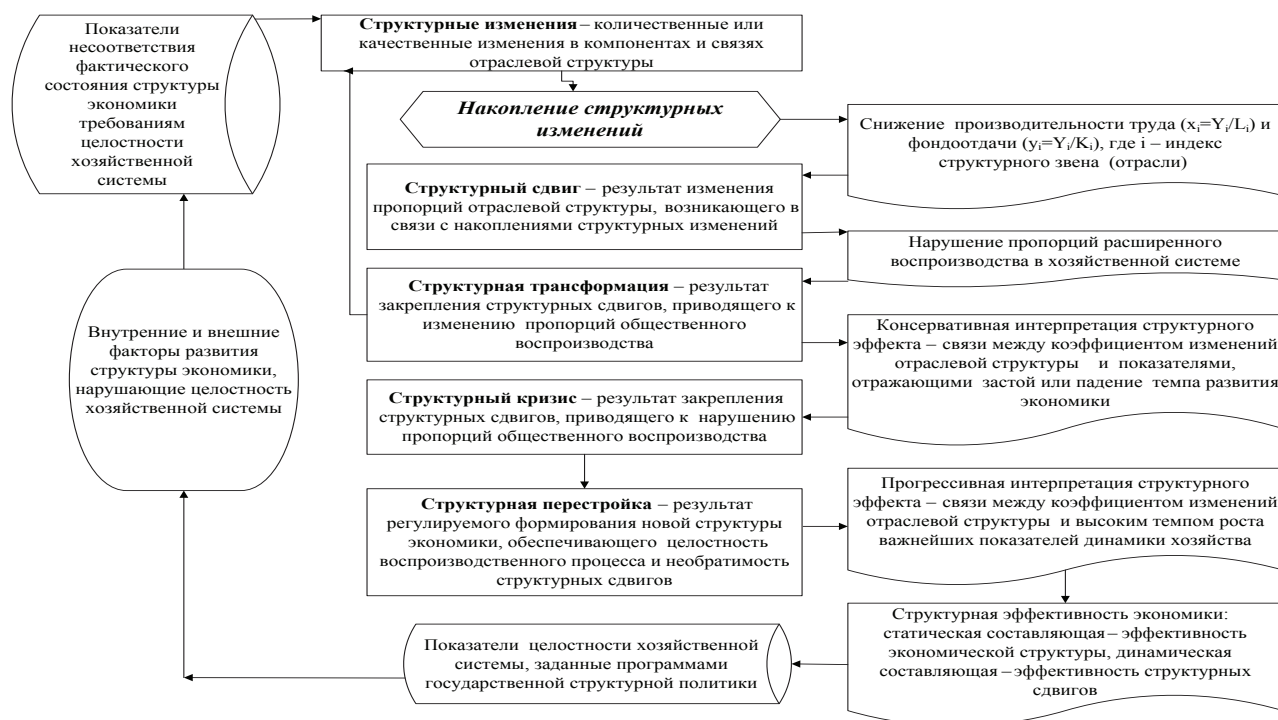 Показатели
несоответствия
фактического
состояния структуры
экономики
требованиям
целостности
хозяйственной
системы
Структурные изменения – количественные или
качественные изменения в компонентах и связях
отраслевой структуры
Накопление структурных
изменений
Снижение производительности труда (xᵢ=Yᵢ/Lᵢ) и
фондоотдачи (yᵢ=Yᵢ/Kᵢ), где i – индекс
структурного звена (отрасли)
Структурный сдвиг – результат изменения
пропорций отраслевой структуры, возникающего в
связи с накоплениями структурных изменений
Нарушение пропорций расширенного
воспроизводства в хозяйственной системе
Структурная трансформация – результат
закрепления структурных сдвигов, приводящего к
изменению пропорций общественного
воспроизводства
Консервативная интерпретация структурного
эффекта – связи между коэффициентом изменений
отраслевой структуры и показателями,
отражающими застой или падение темпа развития
экономики
Внутренние и внешние
факторы развития
структуры экономики,
нарушающие целостность
хозяйственной системы
Структурный кризис – результат закрепления
структурных сдвигов, приводящего к нарушению
пропорций общественного воспроизводства
Структурная перестройка – результат
регулируемого формирования новой структуры
экономики, обеспечивающего целостность
воспроизводственного процесса и необратимость
структурных сдвигов
Прогрессивная интерпретация структурного
эффекта – связи между коэффициентом изменений
отраслевой структуры и высоким темпом роста
важнейших показателей динамики хозяйства
Структурная эффективность экономики:
статическая составляющая – эффективность
экономической структуры, динамическая
составляющая – эффективность структурных
сдвигов
Показатели целостности хозяйственной
системы, заданные программами
государственной структурной политики